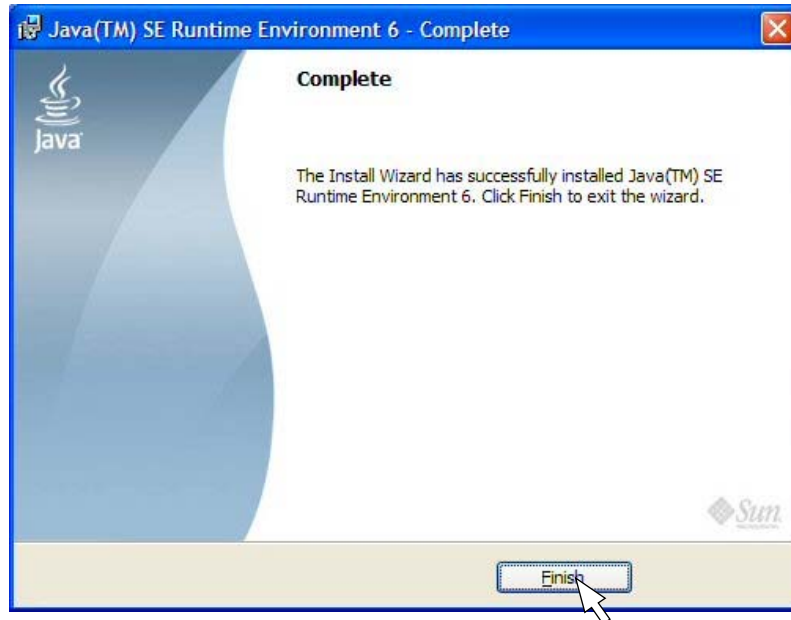 Java(TM) SE Runtime Environment 6 - Complete
Java
Complete
The Install Wizard has successfully installed Java(TM) SE
Runtime Environment 6. Click Finish to exit the wizard.
Sun
Finish